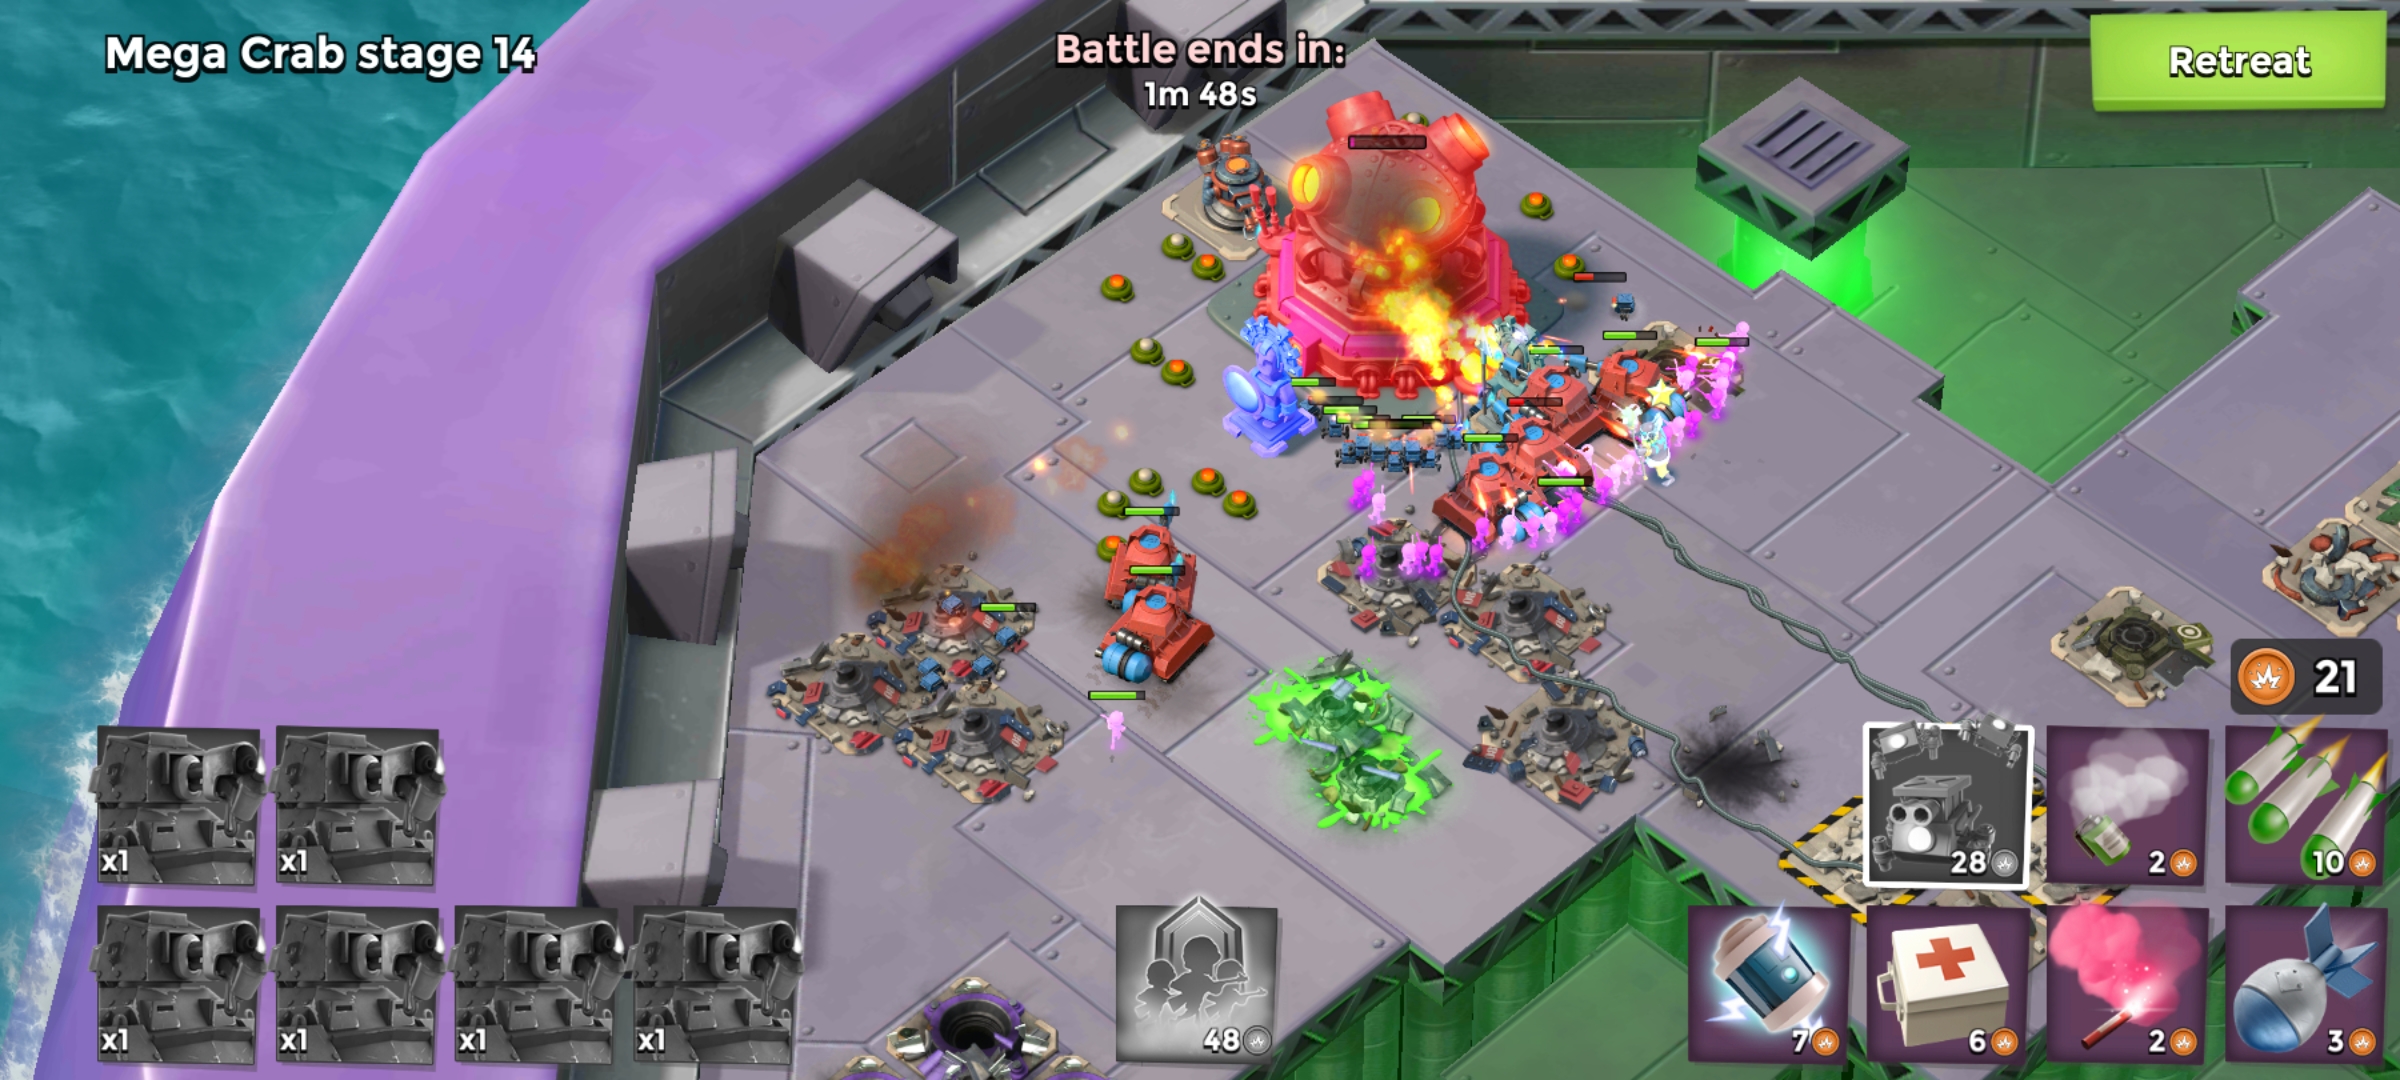 Mega Crab stage 14
Battle ends in:
1m 48s
Retreat
21
x1
x1
28
2
10
x1
x1
x1
x1
48
7
6
2
3